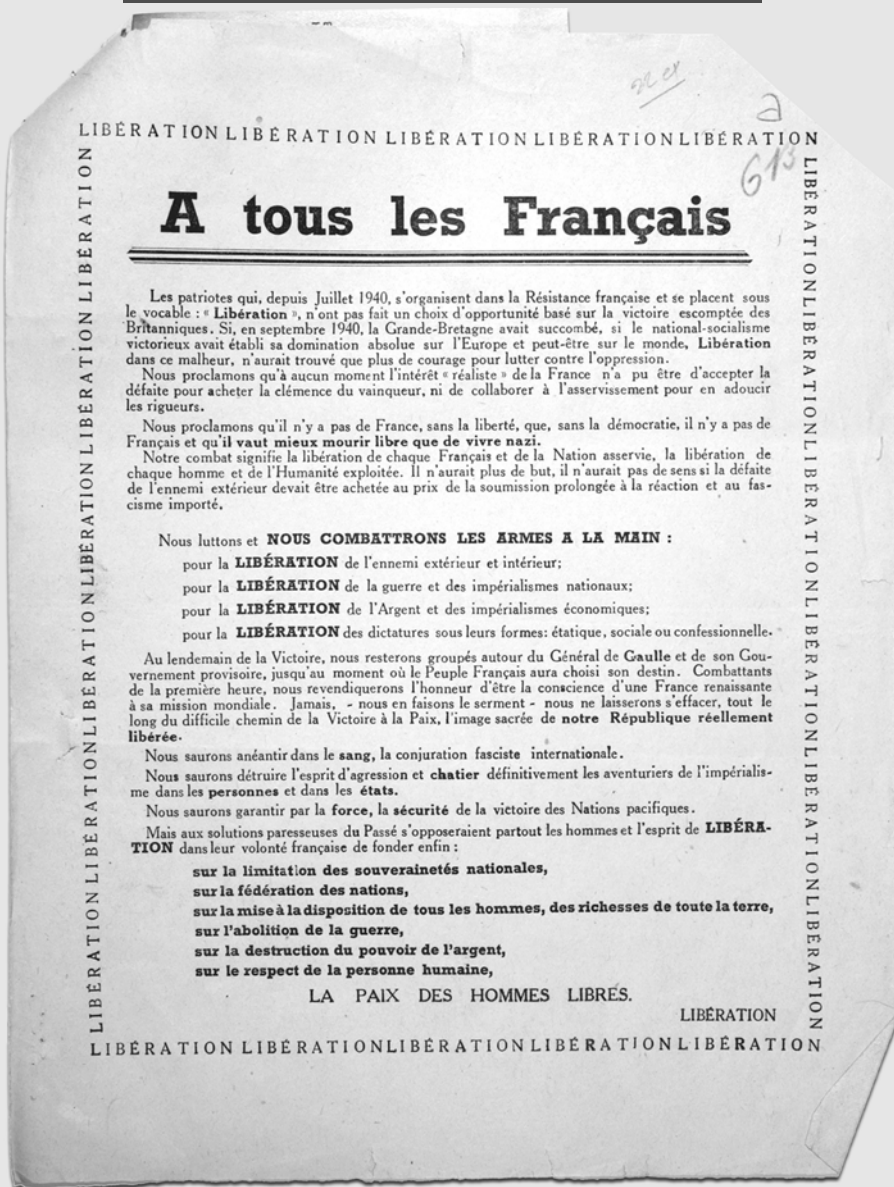 LIBÉRATION LIBÉRATION LIBÉRATION LIBÉRATION LIBÉRATION
A tous les Français
Les patriotes qui, depuis Juillet 1940, s'organisent dans la Résistance française et se placent sous
le vocable : « Libération », n'ont pas fait un choix d'opportunité basé sur la victoire escomptée des
Britanniques. Si, en septembre 1940, la Grande-Bretagne avait succombé, si le national-socialisme
victorieux avait établi sa domination absolue sur l'Europe et peut-être sur le monde, Libération
dans ce malheur, n'aurait trouvé que plus de courage pour lutter contre l'oppression.
Nous proclamons qu'à aucun moment l'intérêt « réaliste » de la France n'a pu être d'accepter la
défaite pour acheter la clémence du vainqueur, ni de collaborer à l'asservissement pour en adoucir
les rigueurs.
Nous proclamons qu'il n'y a pas de France, sans la liberté, que, sans la démocratie, il n'y a pas de
Français et qu'il vaut mieux mourir libre que de vivre nazi.
Notre combat signifie la libération de chaque Français et de la Nation asservie, la libération de
chaque homme et de l'Humanité exploitée. Il n'aurait plus de but, il n'aurait pas de sens si la défaite
de l'ennemi extérieur devait être achetée au prix de la soumission prolongée à la réaction et au fas-
cisme importé.
Nous luttons et NOUS COMBATTRONS LES ARMES A LA MAIN :
pour la LIBÉRATION de l'ennemi extérieur et intérieur;
pour la LIBÉRATION de la guerre et des impérialismes nationaux;
pour la LIBÉRATION de l'Argent et des impérialismes économiques;
pour la LIBÉRATION des dictatures sous leurs formes: étatique, sociale ou confessionnelle.
Au lendemain de la Victoire, nous resterons groupés autour du Général de Gaulle et de son Gou-
vernement provisoire, jusqu'au moment où le Peuple Français aura choisi son destin. Combattants
de la première heure, nous revendiquerons l'honneur d'être la conscience d'une France renaissante
à sa mission mondiale. Jamais, - nous en faisons le serment - nous ne laisserons s'effacer, tout le
long du difficile chemin de la Victoire à la Paix, l'image sacrée de notre République réellement
libérée.
Nous saurons anéantir dans le sang, la conjuration fasciste internationale.
Nous saurons détruire l'esprit d'agression et chatier définitivement les aventuriers de l'impérialis-
me dans les personnes et dans les états.
Nous saurons garantir par la force, la sécurité de la victoire des Nations pacifiques.
Mais aux solutions paresseuses du Passé s'opposeraient partout les hommes et l'esprit de LIBÉRA-
TION dans leur volonté française de fonder enfin :
sur la limitation des souverainetés nationales,
sur la fédération des nations,
sur la mise à la disposition de tous les hommes, des richesses de toute la terre,
sur l'abolition de la guerre,
sur la destruction du pouvoir de l'argent,
sur le respect de la personne humaine,
LA PAIX DES HOMMES LIBRES.
LIBÉRATION
LIBÉRATION LIBÉRATION LIBÉRATION LIBÉRATION LIBÉRATION
LIBÉRATION LIBÉRATION LIBÉRATION LIBÉRATION LIBÉRATION LIBÉRATION
LIBÉRATION LIBÉRATION LIBÉRATION LIBÉRATION LIBÉRATION LIBÉRATION